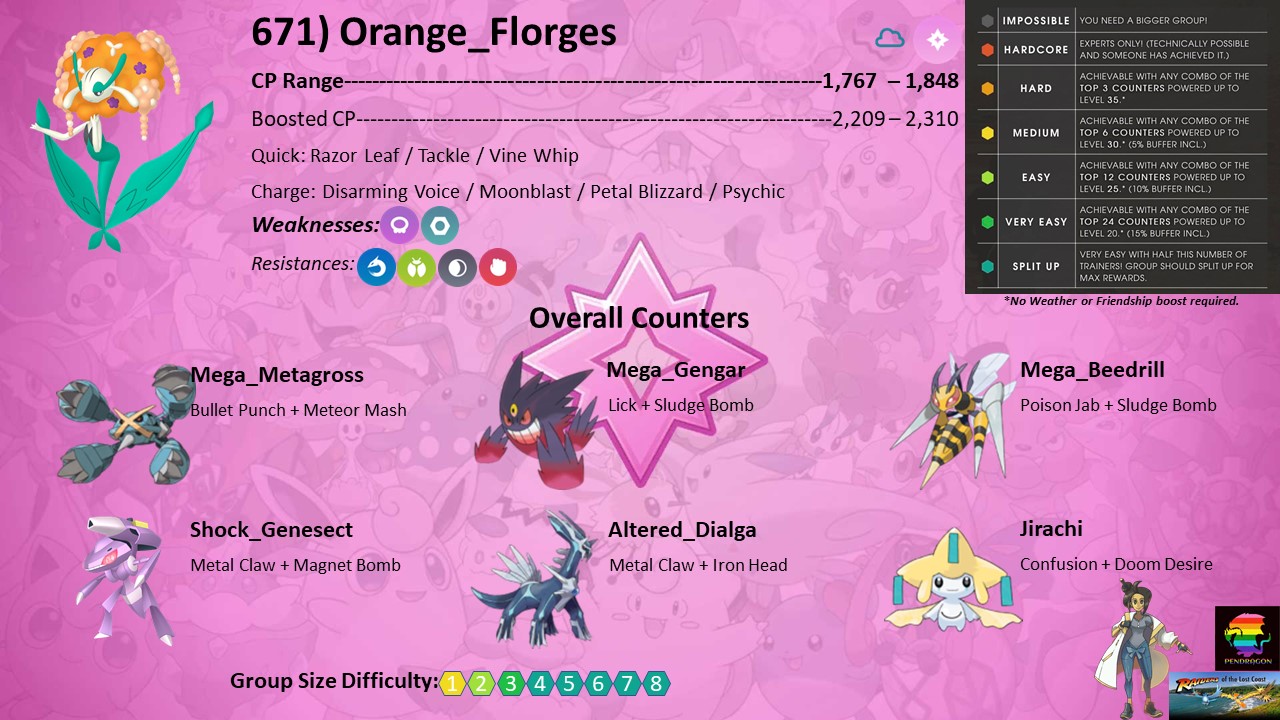 671) Orange_Florges
CP Range--------------------------------------------------------------------1,767 – 1,848
Boosted CP--------------------------------------------------------------------2,209 – 2,310
Quick: Razor Leaf / Tackle / Vine Whip
Charge: Disarming Voice / Moonblast / Petal Blizzard / Psychic
Weaknesses:
Resistances:
IMPOSSIBLE YOU NEED A BIGGER GROUP!
HARDCORE EXPERTS ONLY! (TECHNICALLY POSSIBLE
AND SOMEONE HAS ACHIEVED IT.)
HARD ACHIEVABLE WITH ANY COMBO OF THE
TOP 3 COUNTERS POWERED UP TO
LEVEL 35.*
MEDIUM ACHIEVABLE WITH ANY COMBO OF THE
TOP 6 COUNTERS POWERED UP TO
LEVEL 30.* (5% BUFFER INCL.)
EASY ACHIEVABLE WITH ANY COMBO OF THE
TOP 12 COUNTERS POWERED UP TO
LEVEL 25.* (10% BUFFER INCL.)
VERY EASY ACHIEVABLE WITH ANY COMBO OF THE
TOP 24 COUNTERS POWERED UP TO
LEVEL 20.* (15% BUFFER INCL.)
SPLIT UP VERY EASY WITH HALF THIS NUMBER OF
TRAINERS! GROUP SHOULD SPLIT UP FOR
MAX REWARDS.
*No Weather or Friendship boost required.
Overall Counters
Mega_Metagross
Bullet Punch + Meteor Mash
Mega_Gengar
Lick + Sludge Bomb
Mega_Beedrill
Poison Jab + Sludge Bomb
Shock_Genesect
Metal Claw + Magnet Bomb
Altered_Dialga
Metal Claw + Iron Head
Jirachi
Confusion + Doom Desire
Group Size Difficulty: 1 2 3 4 5 6 7 8
PENDRAGON
RAIDERS of the Lost Coast